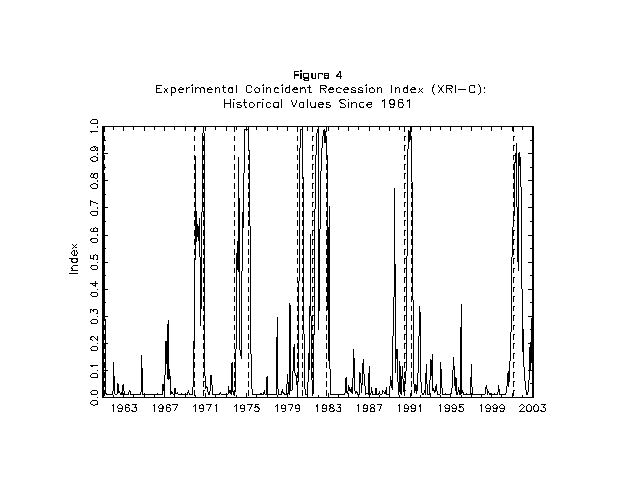 Figure 4
Experimental Coincident Recession Index (XRI-C):
Historical Values Since 1961
Index
1.0
0.9
0.8
0.7
0.6
0.5
0.4
0.3
0.2
0.1
0.0
1963 1967 1971 1975 1979 1983 1987 1991 1995 1999 2003